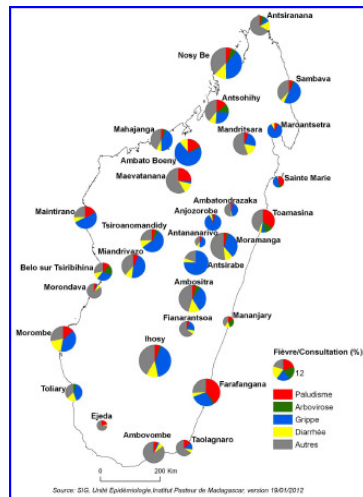 Antsiranana
Nosy Be
Sambava
Antsohihy
Mahajanga
Mandritsara
Maroantsetra
Ambato Boeny
Maevatanana
Sainte Marie
Maintirano
Ambatondrazaka
Anjozorobe
Toamasina
Tsiroanomandidy
Antananarivo
Moramanga
Miandrivazo
Belo sur Tsiribihina
Antsirabe
Morondava
Ambositra
Mananjary
Fianarantsoa
Morombe
Ihosy
Fièvre/Consultation (%)
12
Toliary
Farafangana
Paludisme
Arbovirose
Grippe
Diarrhée
Autres
Ejeda
Ambovombe
Taolagnaro
0 200 Km
Source: SIG, Unité Epidémiologie,Institut Pasteur de Madagascar, version 19/01/2012